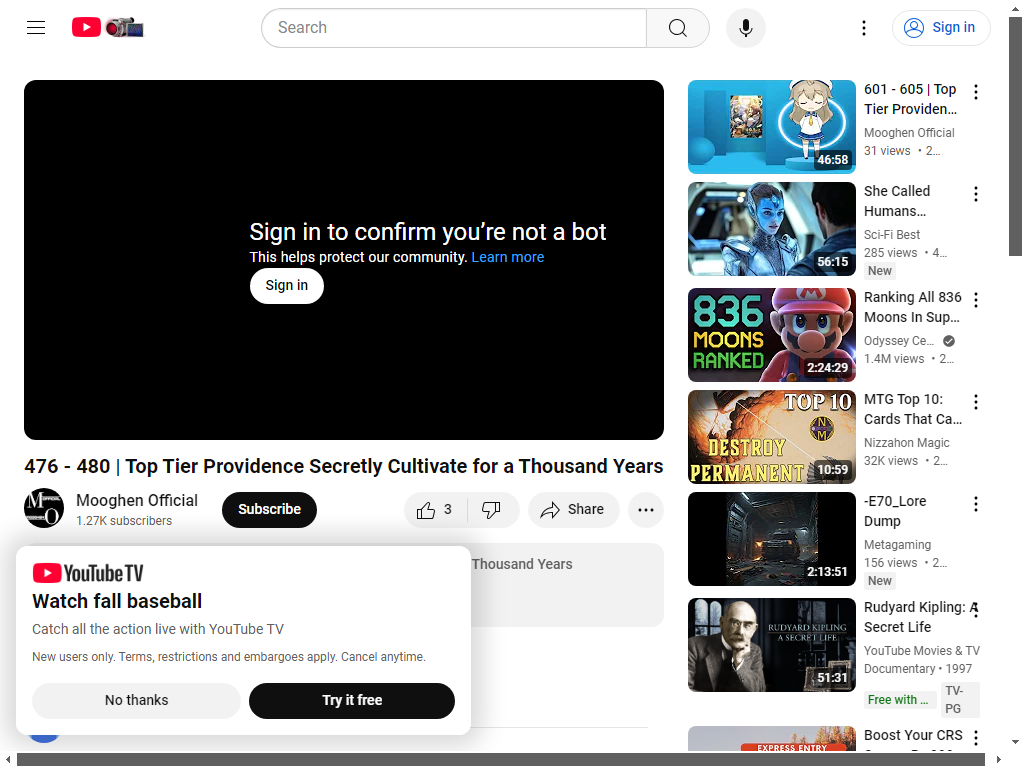 Search
Sign in
Sign in to confirm you’re not a bot
This helps protect our community. Learn more
Sign in
476 - 480 | Top Tier Providence Secretly Cultivate for a Thousand Years
Mooghen Official
1.27K subscribers
Subscribe
3
Share
Thousand Years
YouTube TV
Watch fall baseball
Catch all the action live with YouTube TV
New users only. Terms, restrictions and embargoes apply. Cancel anytime.
No thanks
Try it free
46:58
601 - 605 | Top
Tier Providen...
Mooghen Official
31 views • 2...
56:15
She Called
Humans...
Sci-Fi Best
285 views • 4...
New
836
MOONS
RANKED
2:24:29
Ranking All 836
Moons In Sup...
Odyssey Ce...
1.4M views • 2...
TOP 10
DESTROY
PERMANENT
10:59
MTG Top 10:
Cards That Ca...
Nizzahon Magic
32K views • 2...
2:13:51
-E70_Lore
Dump
Metagaming
156 views • 2...
New
RUDYARD KIPLING
A SECRET LIFE
51:31
Rudyard Kipling: A
Secret Life
YouTube Movies & TV
Documentary • 1997
Free with ...
TV-
PG
EXPRESS ENTRY
Boost Your CRS